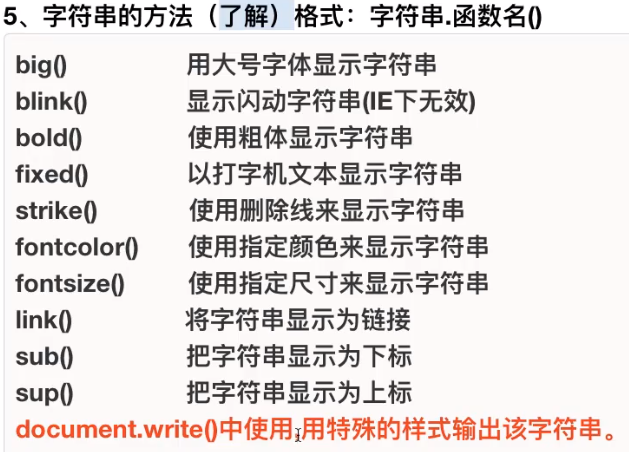 5、字符串的方法（了解）格式：字符串.函数名()
big() 用大号字体显示字符串
blink() 显示闪动字符串(IE下无效)
bold() 使用粗体显示字符串
fixed() 以打字机文本显示字符串
strike() 使用删除线来显示字符串
fontcolor() 使用指定颜色来显示字符串
fontsize() 使用指定尺寸来显示字符串
link() 将字符串显示为链接
sub() 把字符串显示为下标
sup() 把字符串显示为上标
document.write()中使用,用特殊的样式输出该字符串。